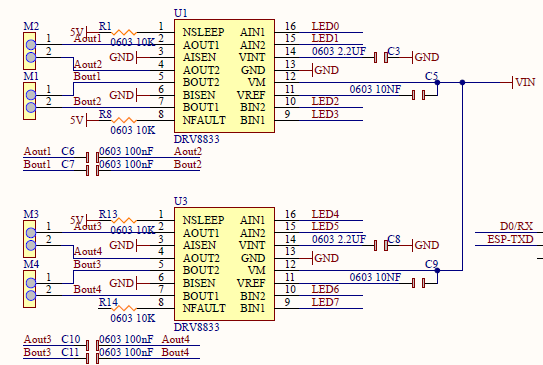 U1
M2 R1 1 NSLEEP AIN1 16 LED0
5V
1 Aout1 0603 10K 2 AOUT1 AIN2 15 LED1
2 GND 3 AISEN VINT 14 0603 2.2UF C3 GND
Aout2 4 AOUT2 GND 13 GND
M1 Bout1 5 BOUT2 VM 12 C5 VIN
1 GND 6 BISEN VREF 11 0603 10NF
2 Bout2 7 BOUT1 BIN2 10 LED2
5V R8 8 NFAULT BIN1 9 LED3
0603 10K DRV8833
Aout1 C6 0603 100nF Aout2
Bout1 C7 0603 100nF Bout2
U3
M3 R13 1 NSLEEP AIN1 16 LED4
5V
1 Aout3 0603 10K 2 AOUT1 AIN2 15 LED5
D0/RX
2 GND 3 AISEN VINT 14 0603 2.2UF C8 GND
ESP-TXD
Aout4 4 AOUT2 GND 13 GND
M4 Bout3 5 BOUT2 VM 12 C9
1 GND 6 BISEN VREF 11 0603 10NF
2 Bout4 7 BOUT1 BIN2 10 LED6
R14 8 NFAULT BIN1 9 LED7
0603 10K DRV8833
Aout3 C10 0603 100nF Aout4
Bout3 C11 0603 100nF Bout4